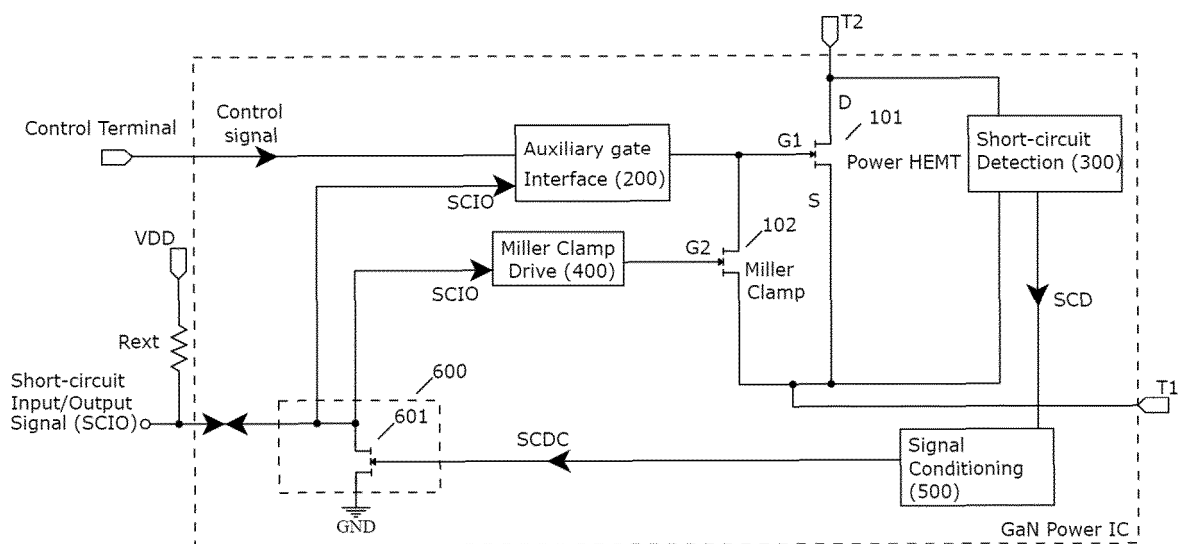 T2
Control Terminal
Control
signal
Auxiliary gate
Interface (200)
SCIO
G1
D
101
Power HEMT
S
Short-circuit
Detection (300)
VDD
Rext
Miller Clamp
Drive (400)
SCIO
G2
102
Miller
Clamp
SCD
Short-circuit
Input/Output
Signal (SCIO)
600
601
GND
SCDC
Signal
Conditioning
(500)
T1
GaN Power IC